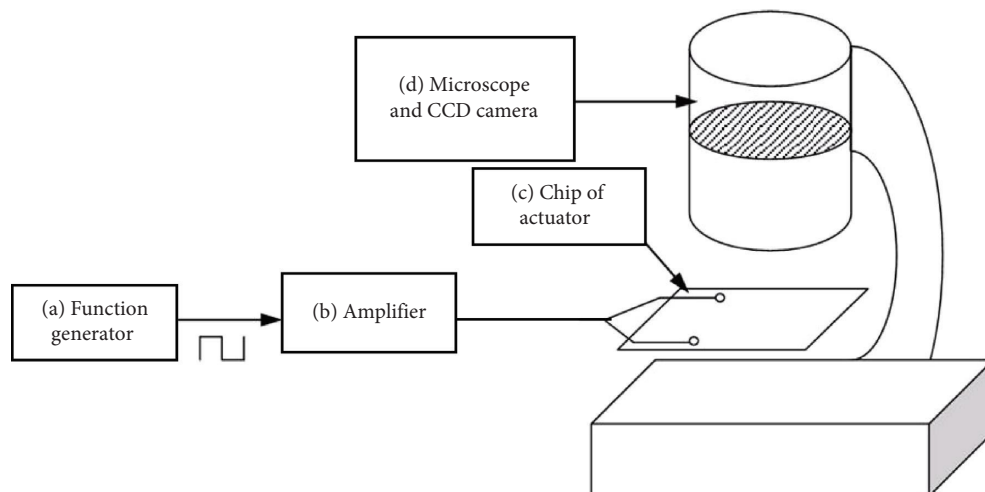 (d) Microscope
and CCD camera
(c) Chip of
actuator
(a) Function
generator
(b) Amplifier